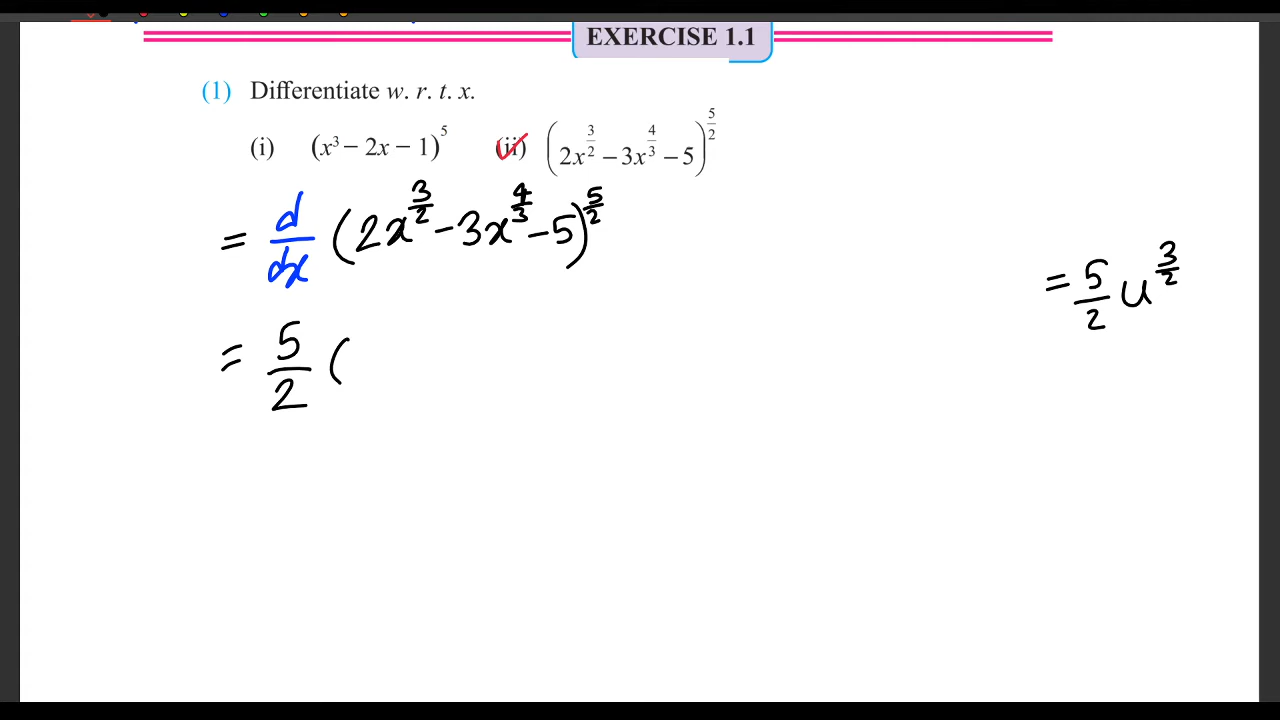 EXERCISE 1.1
(1) Differentiate w. r. t. x.
(i) (x³ − 2x − 1)⁵ (ii) (2x^{3/2} − 3x^{4/3} − 5)^{5/2}
= d/dx (2x^{3/2} − 3x^{4/3} − 5)^{5/2}
= 5/2 u^{3/2}
= 5/2 (